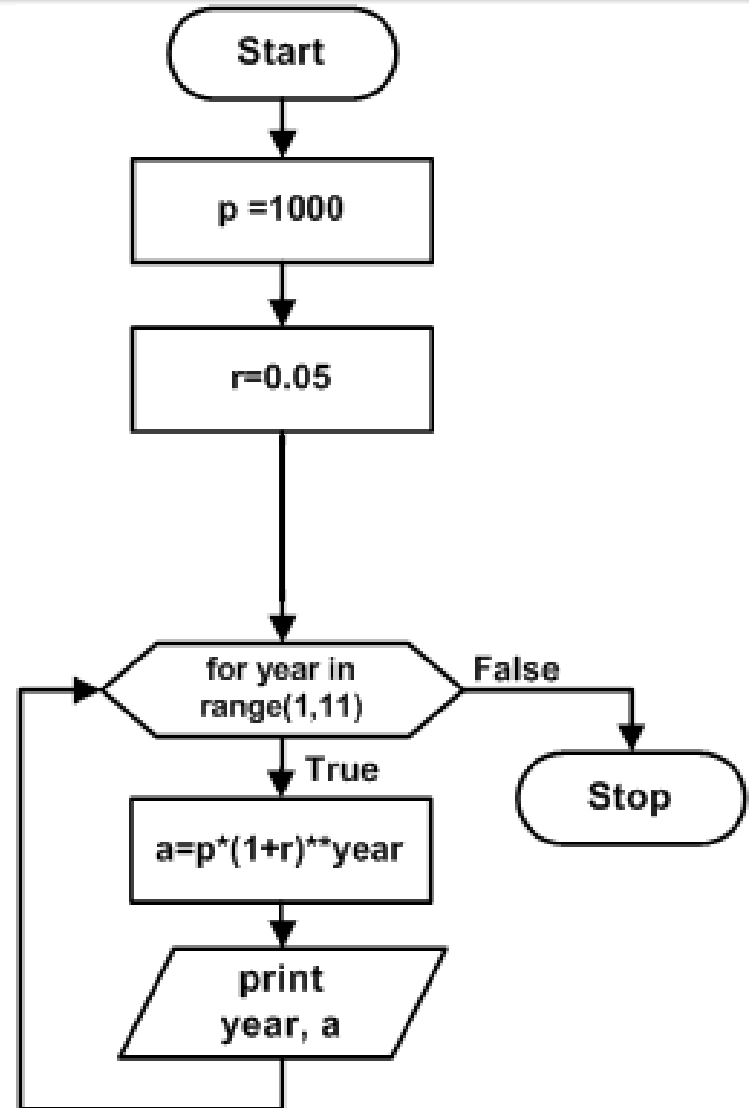 Start
p =1000
r=0.05
for year in
range(1,11)
False
True
Stop
a=p*(1+r)**year
print
year, a